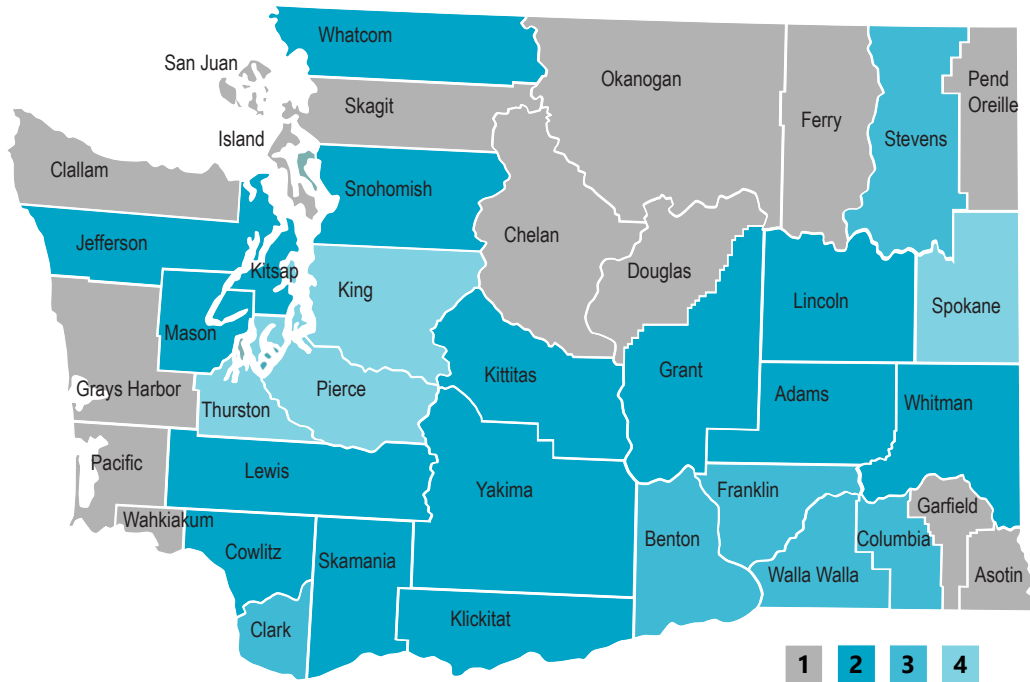 Whatcom
San Juan
Okanogan
Pend
Oreille
Skagit
Ferry
Island
Stevens
Clallam
Snohomish
Chelan
Jefferson
Douglas
Kitsap
King
Lincoln
Spokane
Mason
Kittitas
Grant
Grays Harbor
Pierce
Adams
Whitman
Thurston
Pacific
Lewis
Yakima
Franklin
Garfield
Wahkiakum
Benton
Columbia
Cowlitz
Skamania
Walla Walla
Asotin
Klickitat
Clark
1 2 3 4